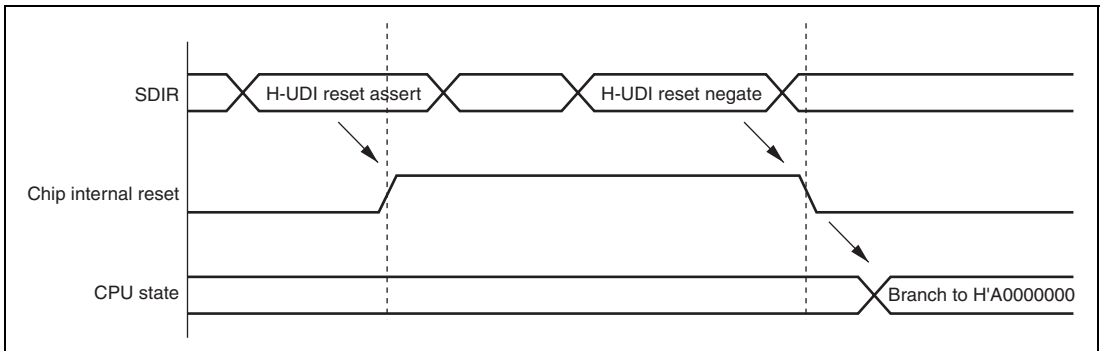 SDIR
H-UDI reset assert
H-UDI reset negate
Chip internal reset
CPU state
Branch to H'A0000000